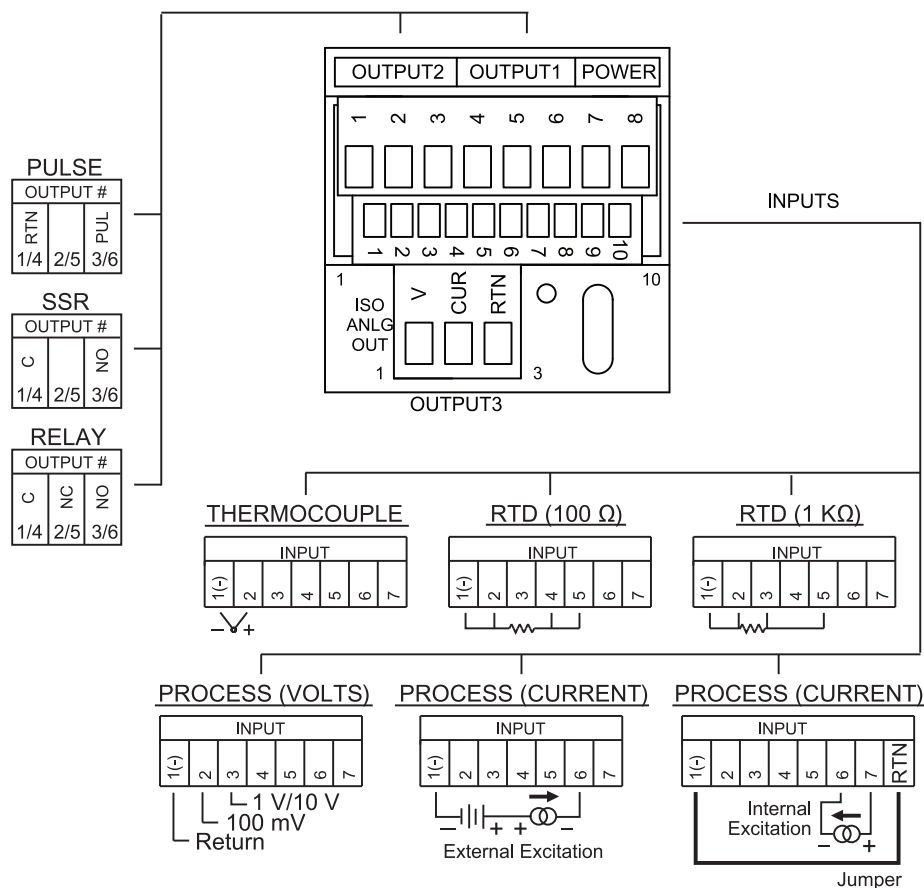 OUTPUT2 OUTPUT1 POWER
1 2 3 4 5 6 7 8
1 2 3 4 5 6 7 8 9 10
1 10
ISO
ANLG
OUT
V CUR RTN
1 3
OUTPUT3
INPUTS
PULSE
OUTPUT #
RTN PUL
1/4 2/5 3/6
SSR
OUTPUT #
C NO
1/4 2/5 3/6
RELAY
OUTPUT #
C NC NO
1/4 2/5 3/6
THERMOCOUPLE
INPUT
1(-) 2 3 4 5 6 7
– +
RTD (100 Ω)
INPUT
1(-) 2 3 4 5 6 7
RTD (1 KΩ)
INPUT
1(-) 2 3 4 5 6 7
PROCESS (VOLTS)
INPUT
1(-) 2 3 4 5 6 7
1 V/10 V
100 mV
Return
PROCESS (CURRENT)
INPUT
1(-) 2 3 4 5 6 7
– + + –
External Excitation
PROCESS (CURRENT)
INPUT
1(-) 2 3 4 5 6 7 RTN
Internal
Excitation
– +
Jumper